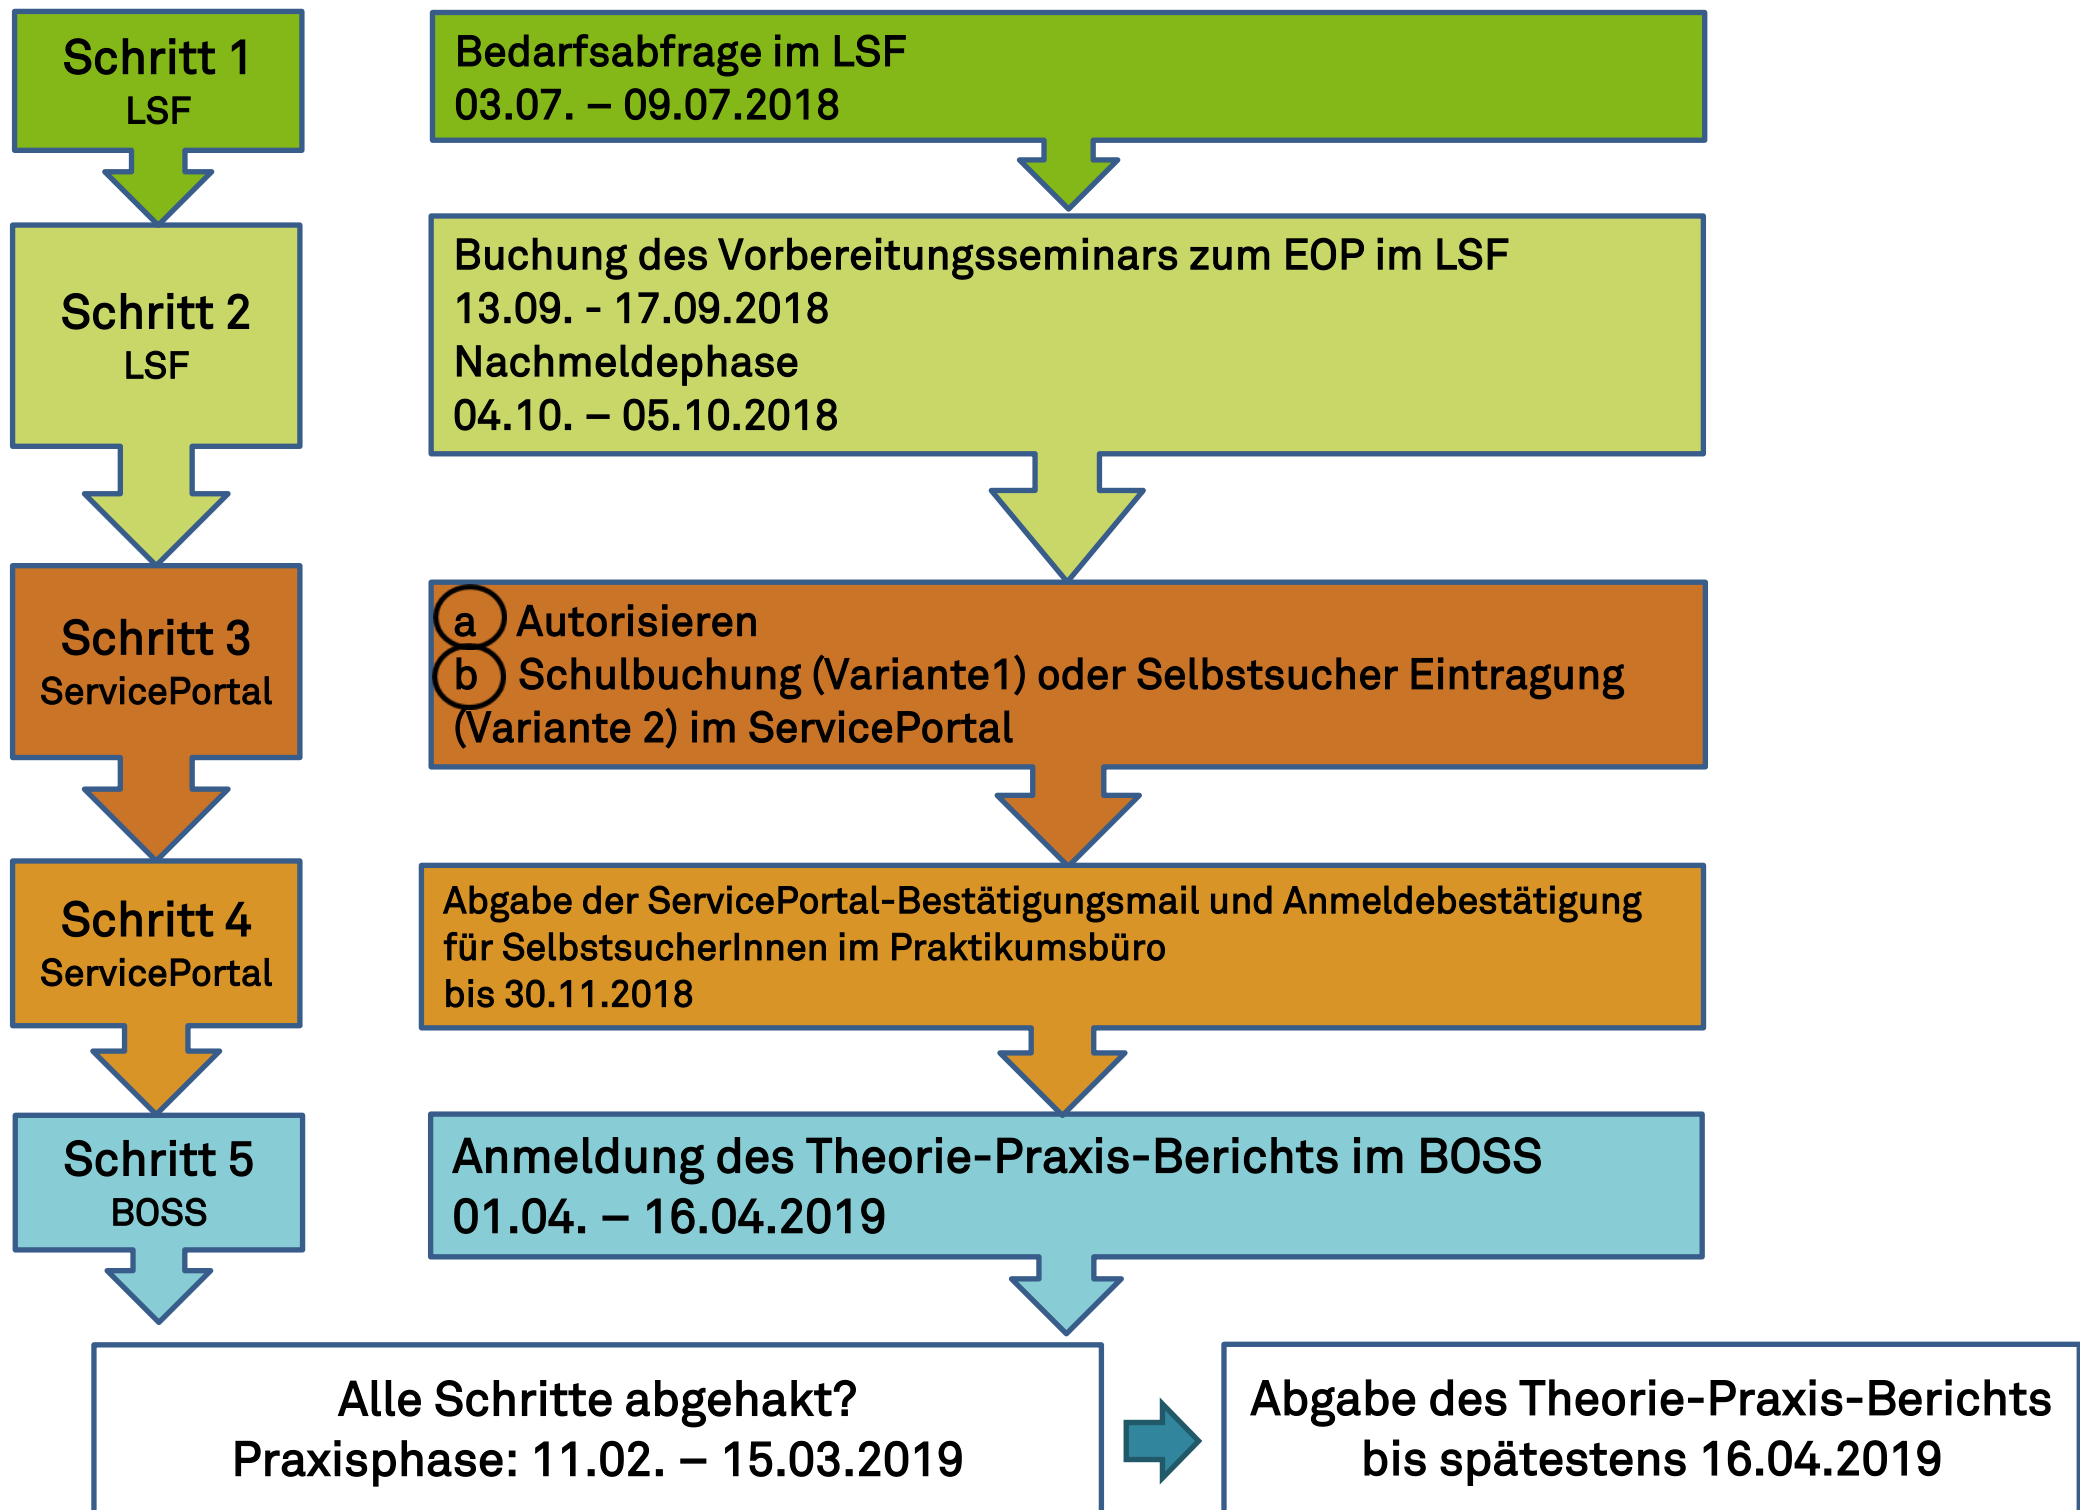 Schritt 1
LSF
Bedarfsabfrage im LSF
03.07. – 09.07.2018
Schritt 2
LSF
Buchung des Vorbereitungsseminars zum EOP im LSF
13.09. - 17.09.2018
Nachmeldephase
04.10. – 05.10.2018
Schritt 3
ServicePortal
a Autorisieren
b Schulbuchung (Variante1) oder Selbstsucher Eintragung
(Variante 2) im ServicePortal
Schritt 4
ServicePortal
Abgabe der ServicePortal-Bestätigungsmail und Anmeldebestätigung
für SelbstsucherInnen im Praktikumsbüro
bis 30.11.2018
Schritt 5
BOSS
Anmeldung des Theorie-Praxis-Berichts im BOSS
01.04. – 16.04.2019
Alle Schritte abgehakt?
Praxisphase: 11.02. – 15.03.2019
Abgabe des Theorie-Praxis-Berichts
bis spätestens 16.04.2019